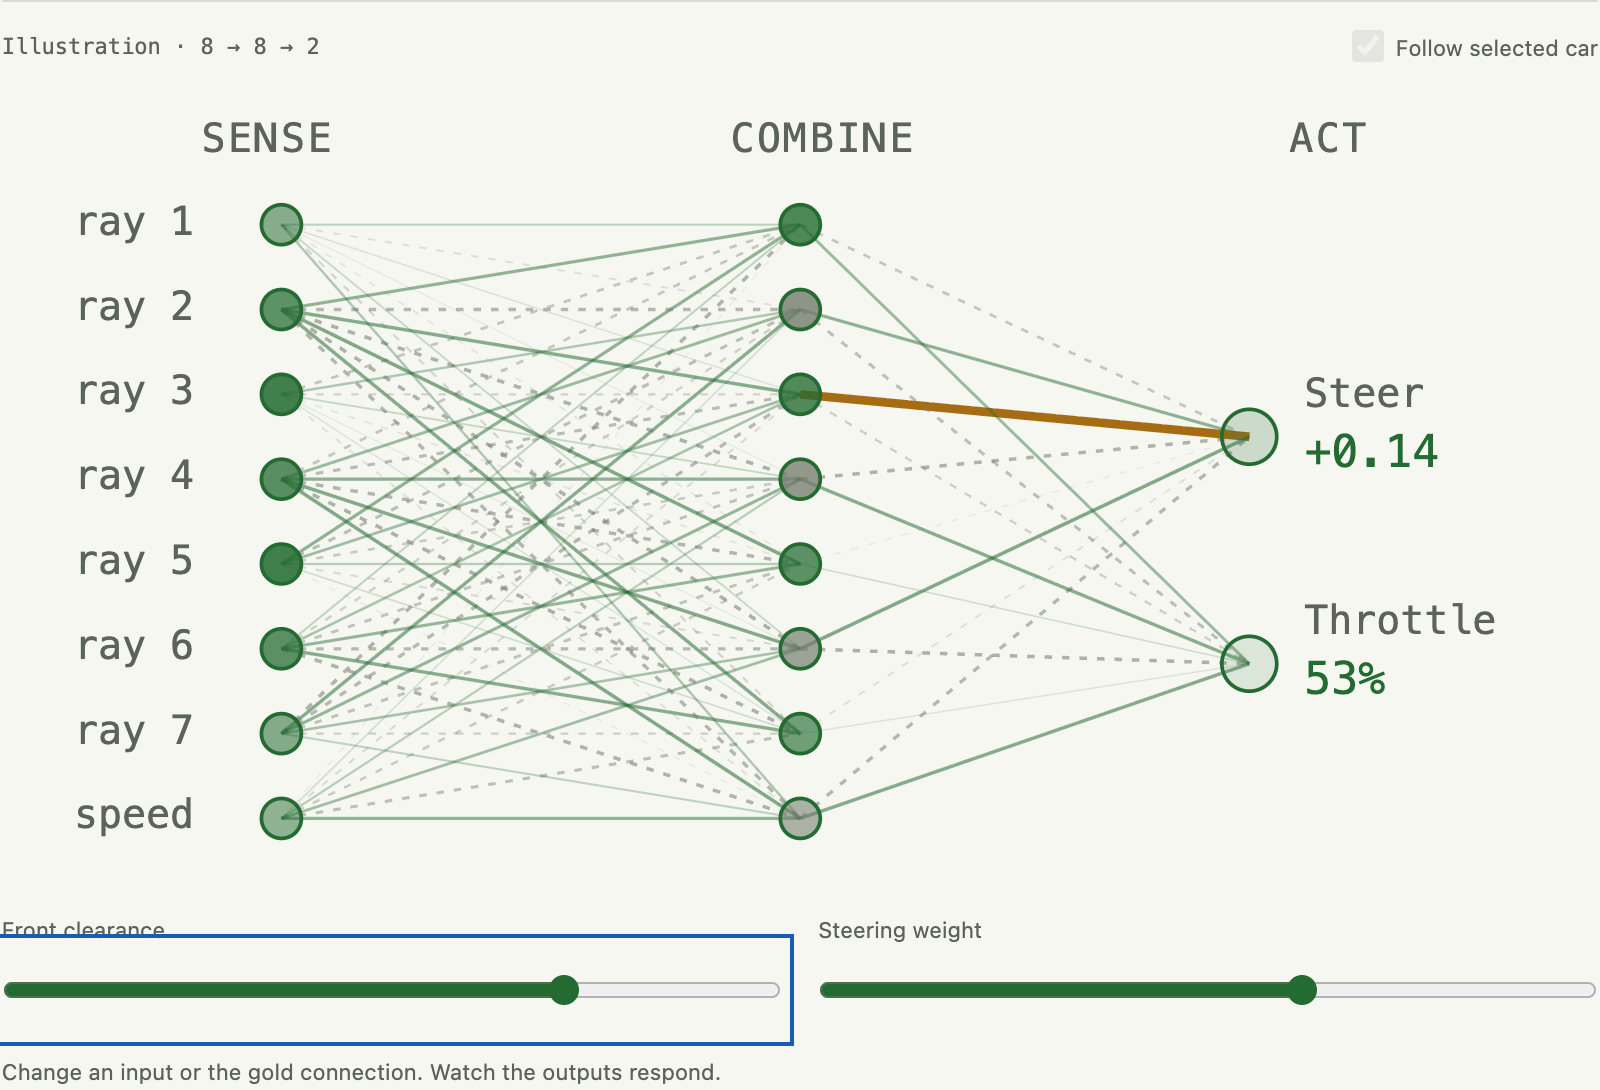 Illustration · 8 → 8 → 2
Follow selected car
SENSE
COMBINE
ACT
ray 1
ray 2
ray 3
ray 4
ray 5
ray 6
ray 7
speed
Steer
+0.14
Throttle
53%
Front clearance
Steering weight
Change an input or the gold connection. Watch the outputs respond.